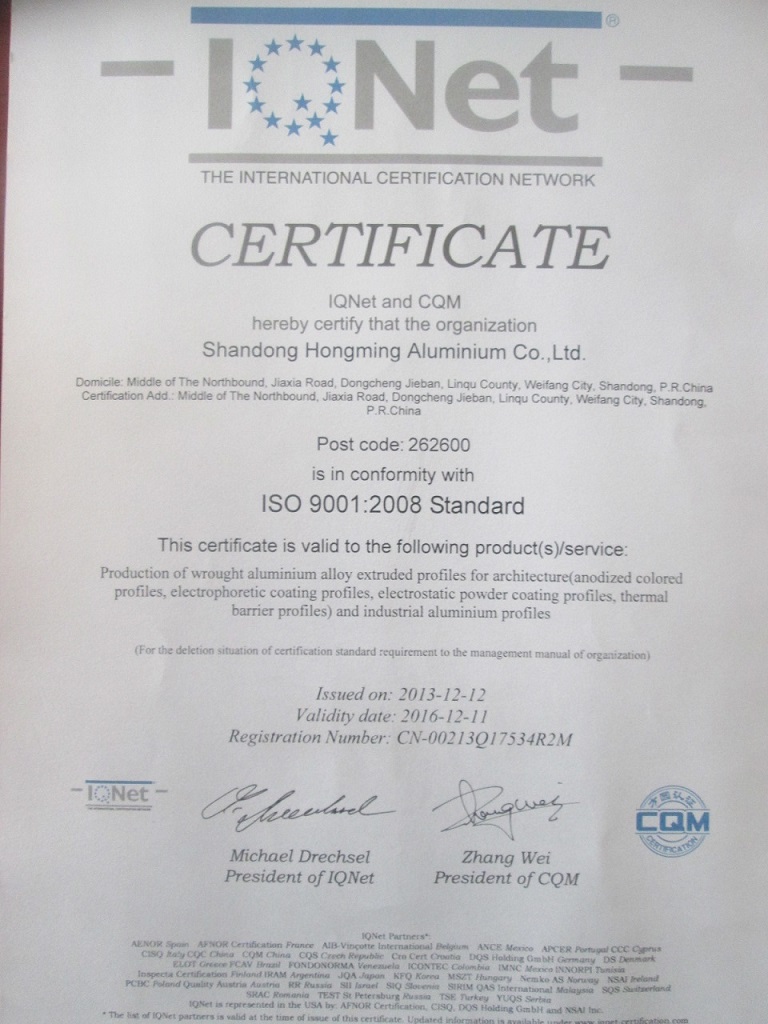 IQNet ®
THE INTERNATIONAL CERTIFICATION NETWORK
CERTIFICATE
IQNet and CQM
hereby certify that the organization
Shandong Hongming Aluminium Co.,Ltd.
Domicile: Middle of The Northbound, Jiaxia Road, Dongcheng Jieban, Linqu County, Weifang City, Shandong, P.R.China
Certification Add.: Middle of The Northbound, Jiaxia Road, Dongcheng Jieban, Linqu County, Weifang City, Shandong,
P.R.China
Post code: 262600
is in conformity with
ISO 9001:2008 Standard
This certificate is valid to the following product(s)/service:
Production of wrought aluminium alloy extruded profiles for architecture(anodized colored
profiles, electrophoretic coating profiles, electrostatic powder coating profiles, thermal
barrier profiles) and industrial aluminium profiles
(For the deletion situation of certification standard requirement to the management manual of organization)
Issued on: 2013-12-12
Validity date: 2016-12-11
Registration Number: CN-00213Q17534R2M
IQNet
Michael Drechsel
President of IQNet
Zhang Wei
President of CQM
CQM
CERTIFICATION
IQNet Partners*:
AENOR Spain AFNOR Certification France AIB-Vinçotte International Belgium ANCE Mexico APCER Portugal CCC Cyprus
CISQ Italy CQC China CQM China CQS Czech Republic Cro Cert Croatia DQS Holding GmbH Germany DS Denmark
ELOT Greece FCAV Brazil FONDONORMA Venezuela ICONTEC Colombia IMNC Mexico INNORPI Tunisia
Inspecta Certification Finland IRAM Argentina JQA Japan KFQ Korea MSZT Hungary Nemko AS Norway NSAI Ireland
PCBC Poland Quality Austria Austria RR Russia SII Israel SIQ Slovenia SIRIM QAS International Malaysia SQS Switzerland
SRAC Romania TEST St Petersburg Russia TSE Turkey YUQS Serbia
IQNet is represented in the USA by: AFNOR Certification, CISQ, DQS Holding GmbH and NSAI Inc.
* The list of IQNet partners is valid at the time of issue of this certificate. Updated information is available under www.iqnet-certification.com